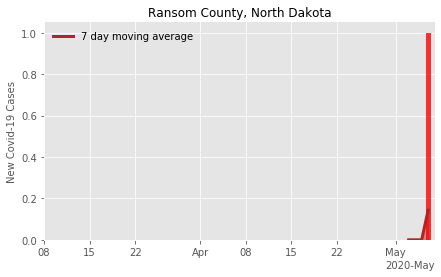 Ransom County, North Dakota
7 day moving average
New Covid-19 Cases
1.0
0.8
0.6
0.4
0.2
0.0
08 15 22 Apr 08 15 22 May
2020-May